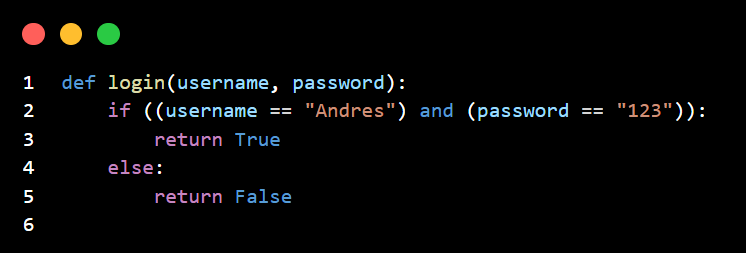 1 def login(username, password):
2     if ((username == "Andres") and (password == "123")):
3         return True
4     else:
5         return False
6